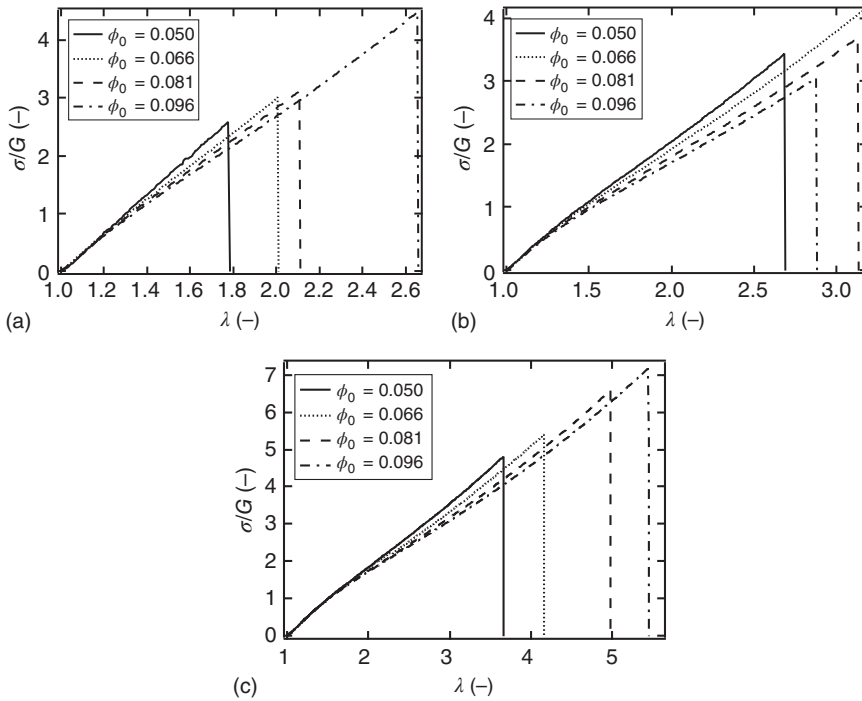 4
3
2
1
0
σ/G (–)
ϕ0 = 0.050
ϕ0 = 0.066
ϕ0 = 0.081
ϕ0 = 0.096
1.0 1.2 1.4 1.6 1.8 2.0 2.2 2.4 2.6
(a) λ (–)
4
3
2
1
0
σ/G (–)
ϕ0 = 0.050
ϕ0 = 0.066
ϕ0 = 0.081
ϕ0 = 0.096
1.0 1.5 2.0 2.5 3.0
(b) λ (–)
7
6
5
4
3
2
1
0
σ/G (–)
ϕ0 = 0.050
ϕ0 = 0.066
ϕ0 = 0.081
ϕ0 = 0.096
1 2 3 4 5
(c) λ (–)